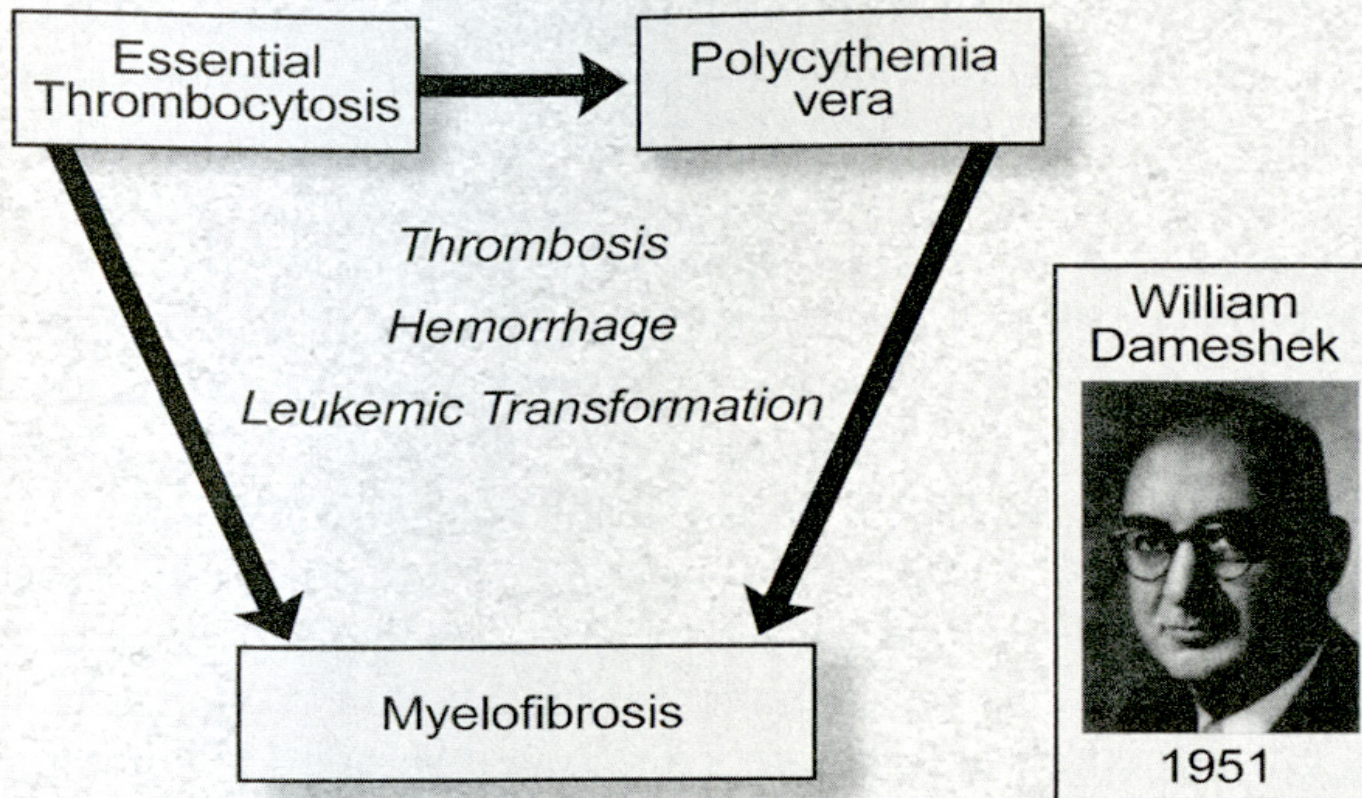 Essential
Thrombocytosis
Polycythemia
vera
Thrombosis
Hemorrhage
Leukemic Transformation
Myelofibrosis
William
Dameshek
1951